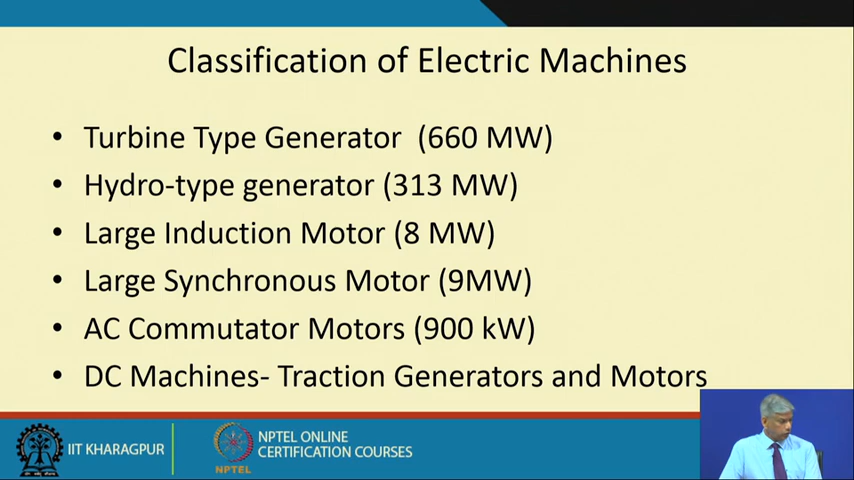 Classification of Electric Machines
• Turbine Type Generator (660 MW)
• Hydro-type generator (313 MW)
• Large Induction Motor (8 MW)
• Large Synchronous Motor (9MW)
• AC Commutator Motors (900 kW)
• DC Machines- Traction Generators and Motors
IIT KHARAGPUR
NPTEL
NPTEL ONLINE
CERTIFICATION COURSES